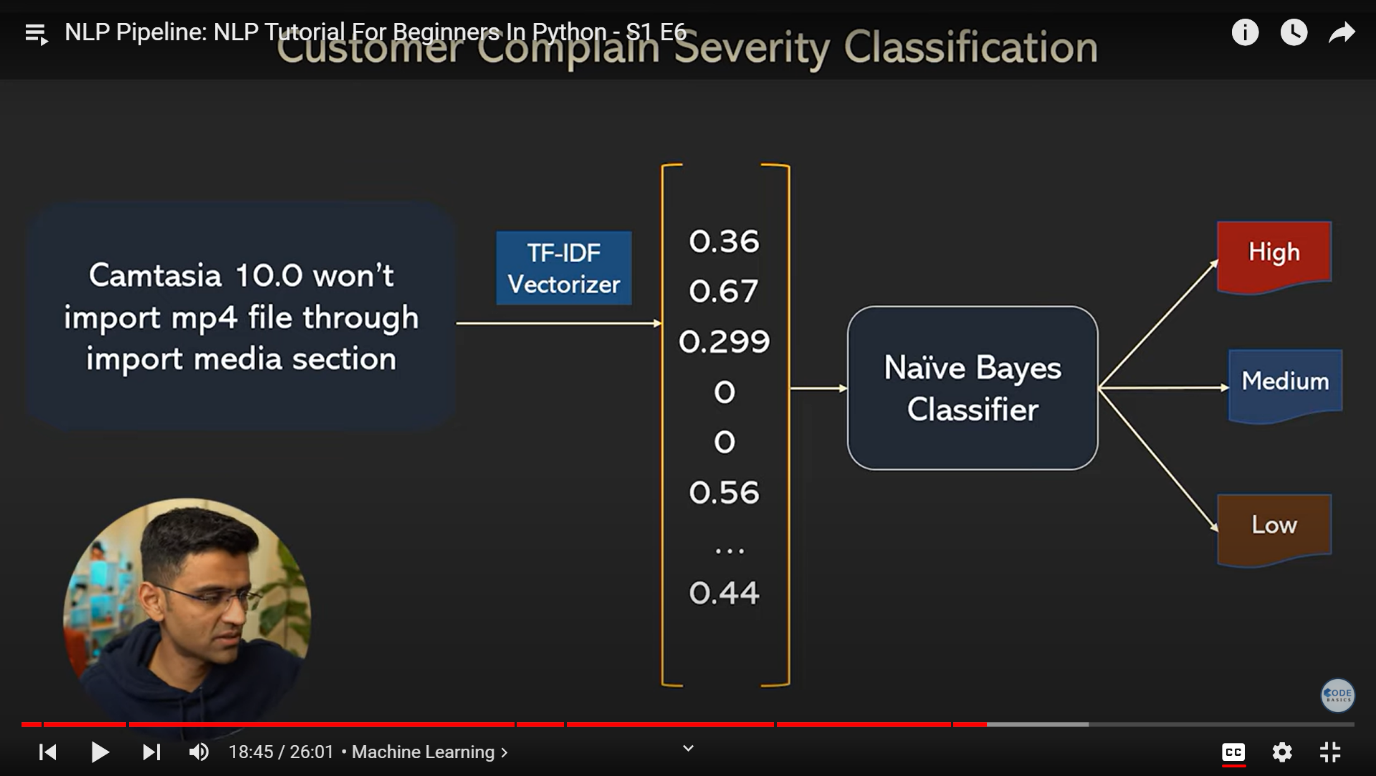 NLP Pipeline: NLP Tutorial For Beginners In Python - S1 E6
Customer Complain Severity Classification
Camtasia 10.0 won't
import mp4 file through
import media section
TF-IDF
Vectorizer
0.36
0.67
0.299
0
0
0.56
...
0.44
Naïve Bayes
Classifier
High
Medium
Low
CODE
BASICS
18:45 / 26:01 • Machine Learning ›
CC